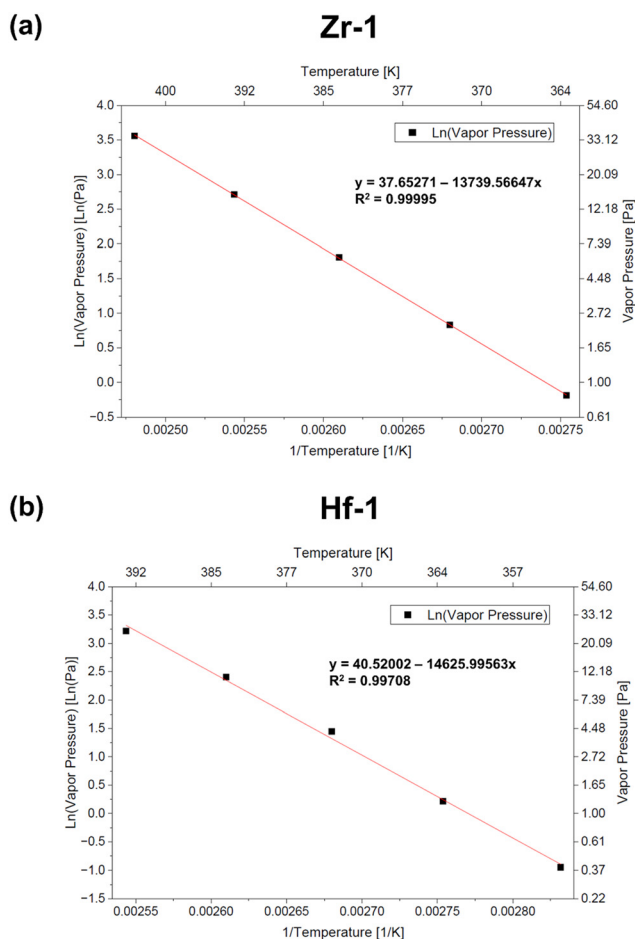 (a)
Zr-1
Temperature [K]
400 392 385 377 370 364
4.0 54.60
Ln(Vapor Pressure)
3.5 33.12
y = 37.65271 – 13739.56647x
R² = 0.99995
3.0 20.09
2.5 12.18
2.0 7.39
1.5 4.48
1.0 2.72
0.5 1.65
0.0 1.00
−0.5 0.61
Ln(Vapor Pressure) [Ln(Pa)]
Vapor Pressure [Pa]
0.00250 0.00255 0.00260 0.00265 0.00270 0.00275
1/Temperature [1/K]
(b)
Hf-1
Temperature [K]
392 385 377 370 364 357
4.0 54.60
Ln(Vapor Pressure)
3.5 33.12
3.0 20.09
y = 40.52002 – 14625.99563x
R² = 0.99708
2.5 12.18
2.0 7.39
1.5 4.48
1.0 2.72
0.5 1.65
0.0 1.00
−0.5 0.61
−1.0 0.37
−1.5 0.22
Ln(Vapor Pressure) [Ln(Pa)]
Vapor Pressure [Pa]
0.00255 0.00260 0.00265 0.00270 0.00275 0.00280
1/Temperature [1/K]